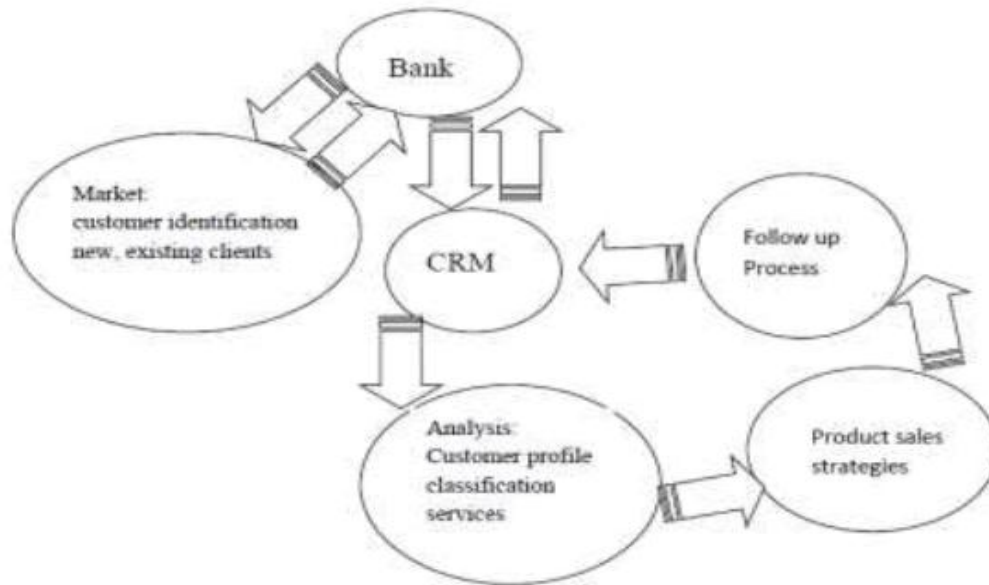 Bank
Market:
customer identification
new, existing clients
CRM
Follow up
Process
Analysis:
Customer profile
classification
services
Product sales
strategies